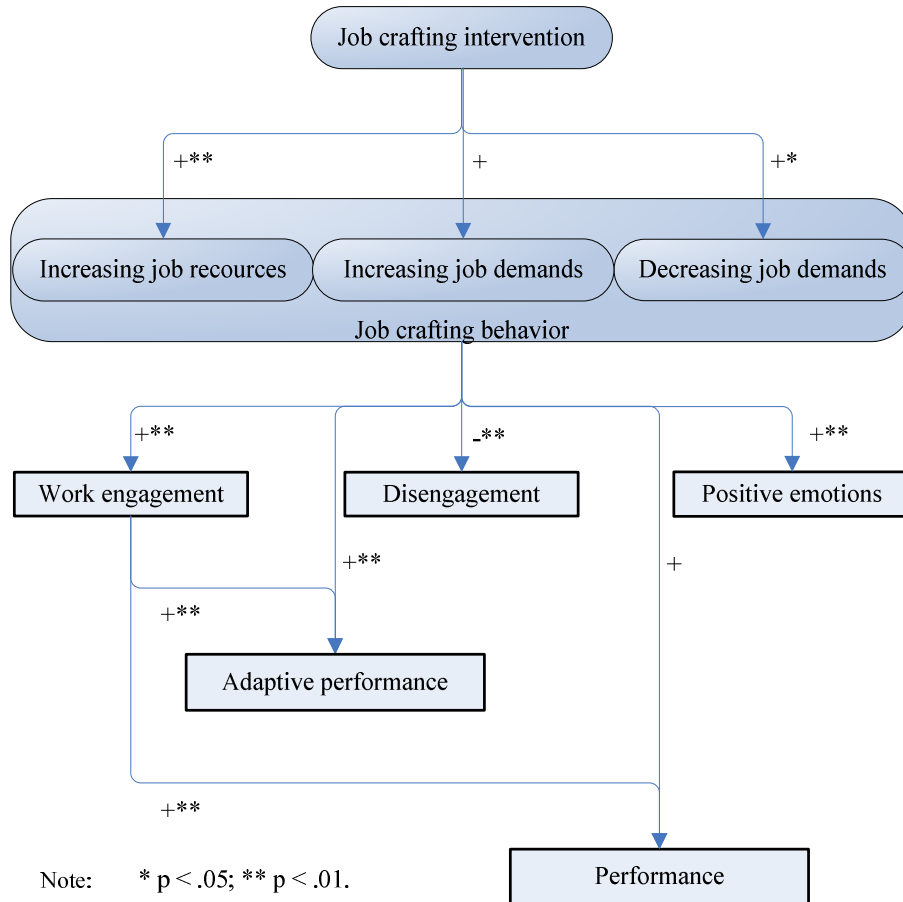 Job crafting intervention
+**
+
+*
Increasing job recources
Increasing job demands
Decreasing job demands
Job crafting behavior
+**
-**
+**
Work engagement
Disengagement
Positive emotions
+**
+
+**
Adaptive performance
+**
Performance
Note: * p < .05; ** p < .01.